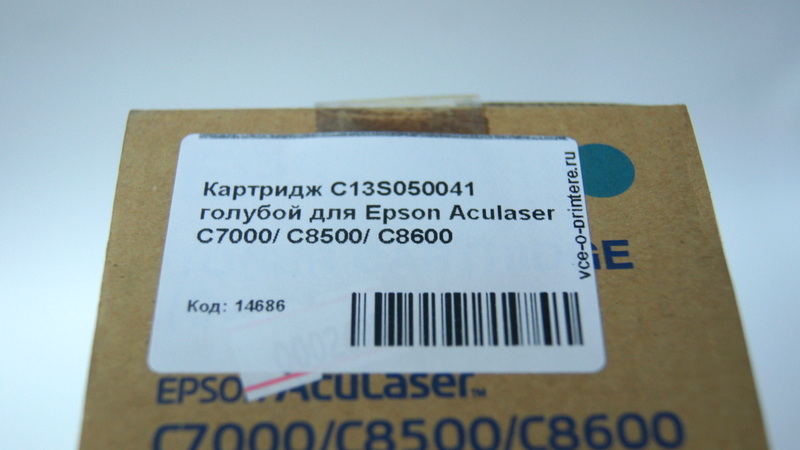 Картридж C13S050041
голубой для Epson Aculaser
C7000/ C8500/ C8600
Код: 14686
vce-o-printere.ru
GE
EPSON AcuLaser™
C7000/C8500/C8600